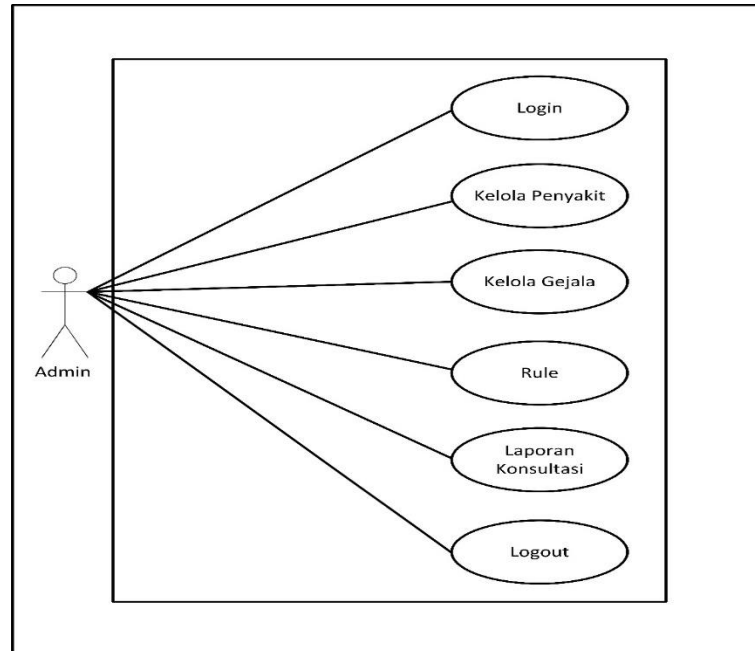 Login
Kelola Penyakit
Kelola Gejala
Admin
Rule
Laporan
Konsultasi
Logout